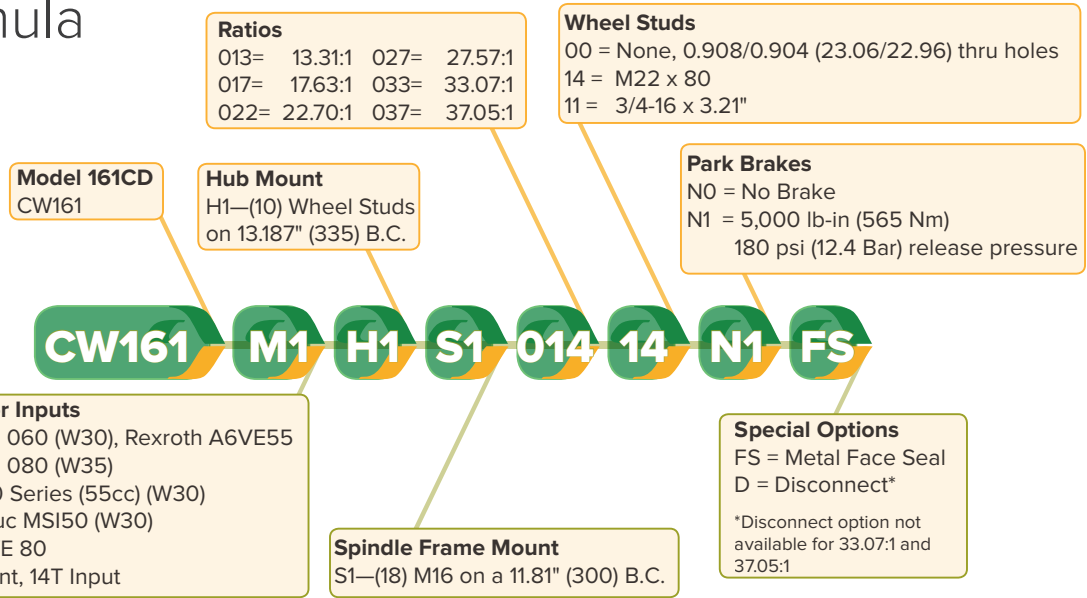 Ratios
013= 13.31:1 027= 27.57:1
017= 17.63:1 033= 33.07:1
022= 22.70:1 037= 37.05:1
Wheel Studs
00 = None, 0.908/0.904 (23.06/22.96) thru holes
14 = M22 x 80
11 = 3/4-16 x 3.21"
Model 161CD
CW161
Hub Mount
H1—(10) Wheel Studs
on 13.187" (335) B.C.
Park Brakes
N0 = No Brake
N1 = 5,000 lb-in (565 Nm)
180 psi (12.4 Bar) release pressure
CW161 M1 H1 S1 014 14 N1 FS
Inputs
060 (W30), Rexroth A6VE55
080 (W35)
Series (55cc) (W30)
MSI50 (W30)
80
14T Input
Spindle Frame Mount
S1—(18) M16 on a 11.81" (300) B.C.
Special Options
FS = Metal Face Seal
D = Disconnect*
*Disconnect option not
available for 33.07:1 and
37.05:1